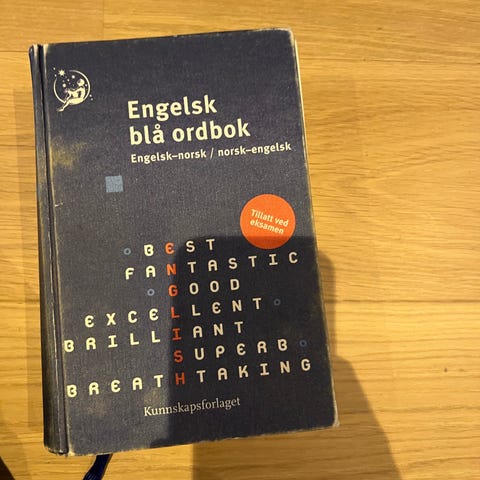 Engelsk
blå ordbok
Engelsk–norsk / norsk–engelsk
Tillatt ved
eksamen
BEST
FANTASTIC
GOOD
EXCELLENT
BRILLIANT
SUPERB
BREATHTAKING
Kunnskapsforlaget